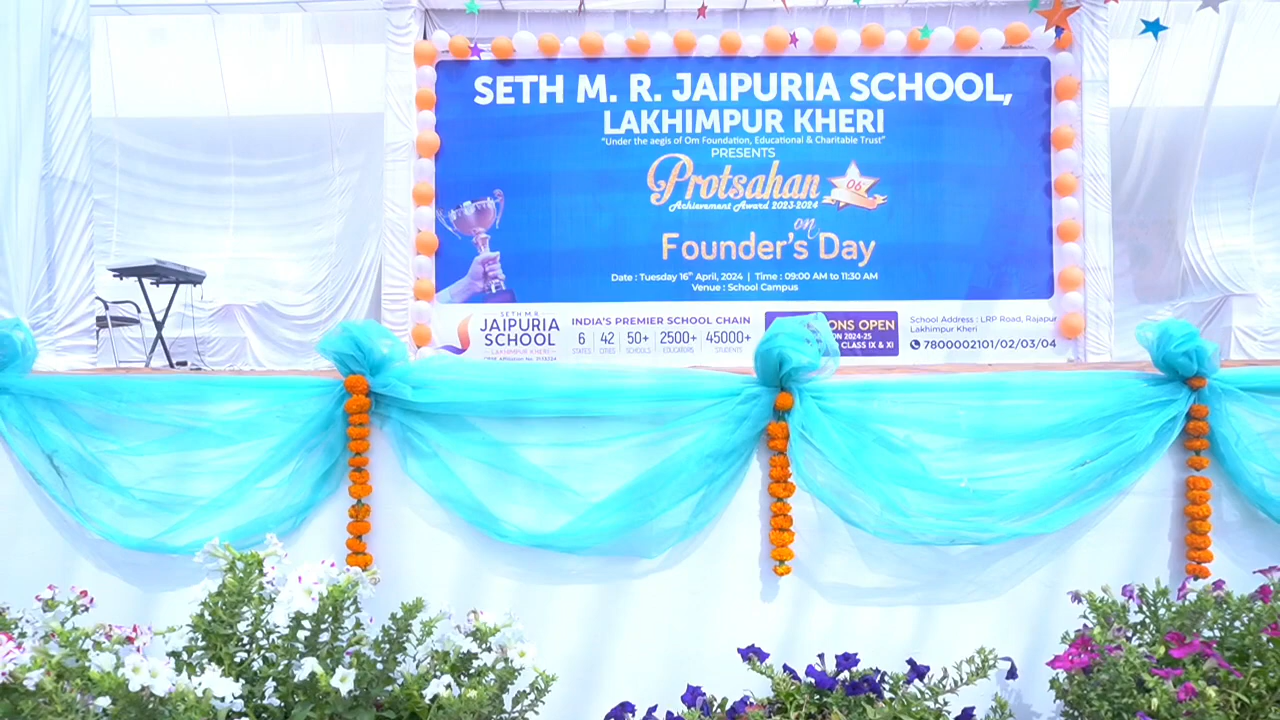 SETH M. R. JAIPURIA SCHOOL,
LAKHIMPUR KHERI
"Under the aegis of Om Foundation, Educational & Charitable Trust"
PRESENTS
Protsahan
06
Achievement Award 2023-2024
on
Founder's Day
Date : Tuesday 16th April, 2024 | Time : 09:00 AM to 11:30 AM
Venue : School Campus
SETH M.R.
JAIPURIA
SCHOOL
LAKHIMPUR KHERI
INDIA'S PREMIER SCHOOL CHAIN
6 42 50+ 2500+ 45000+
STATES CITIES SCHOOLS EDUCATORS STUDENTS
OPEN
2024-25
CLASS IX & XI
School Address : LRP Road, Rajapur
Lakhimpur Kheri
7800002101/02/03/04